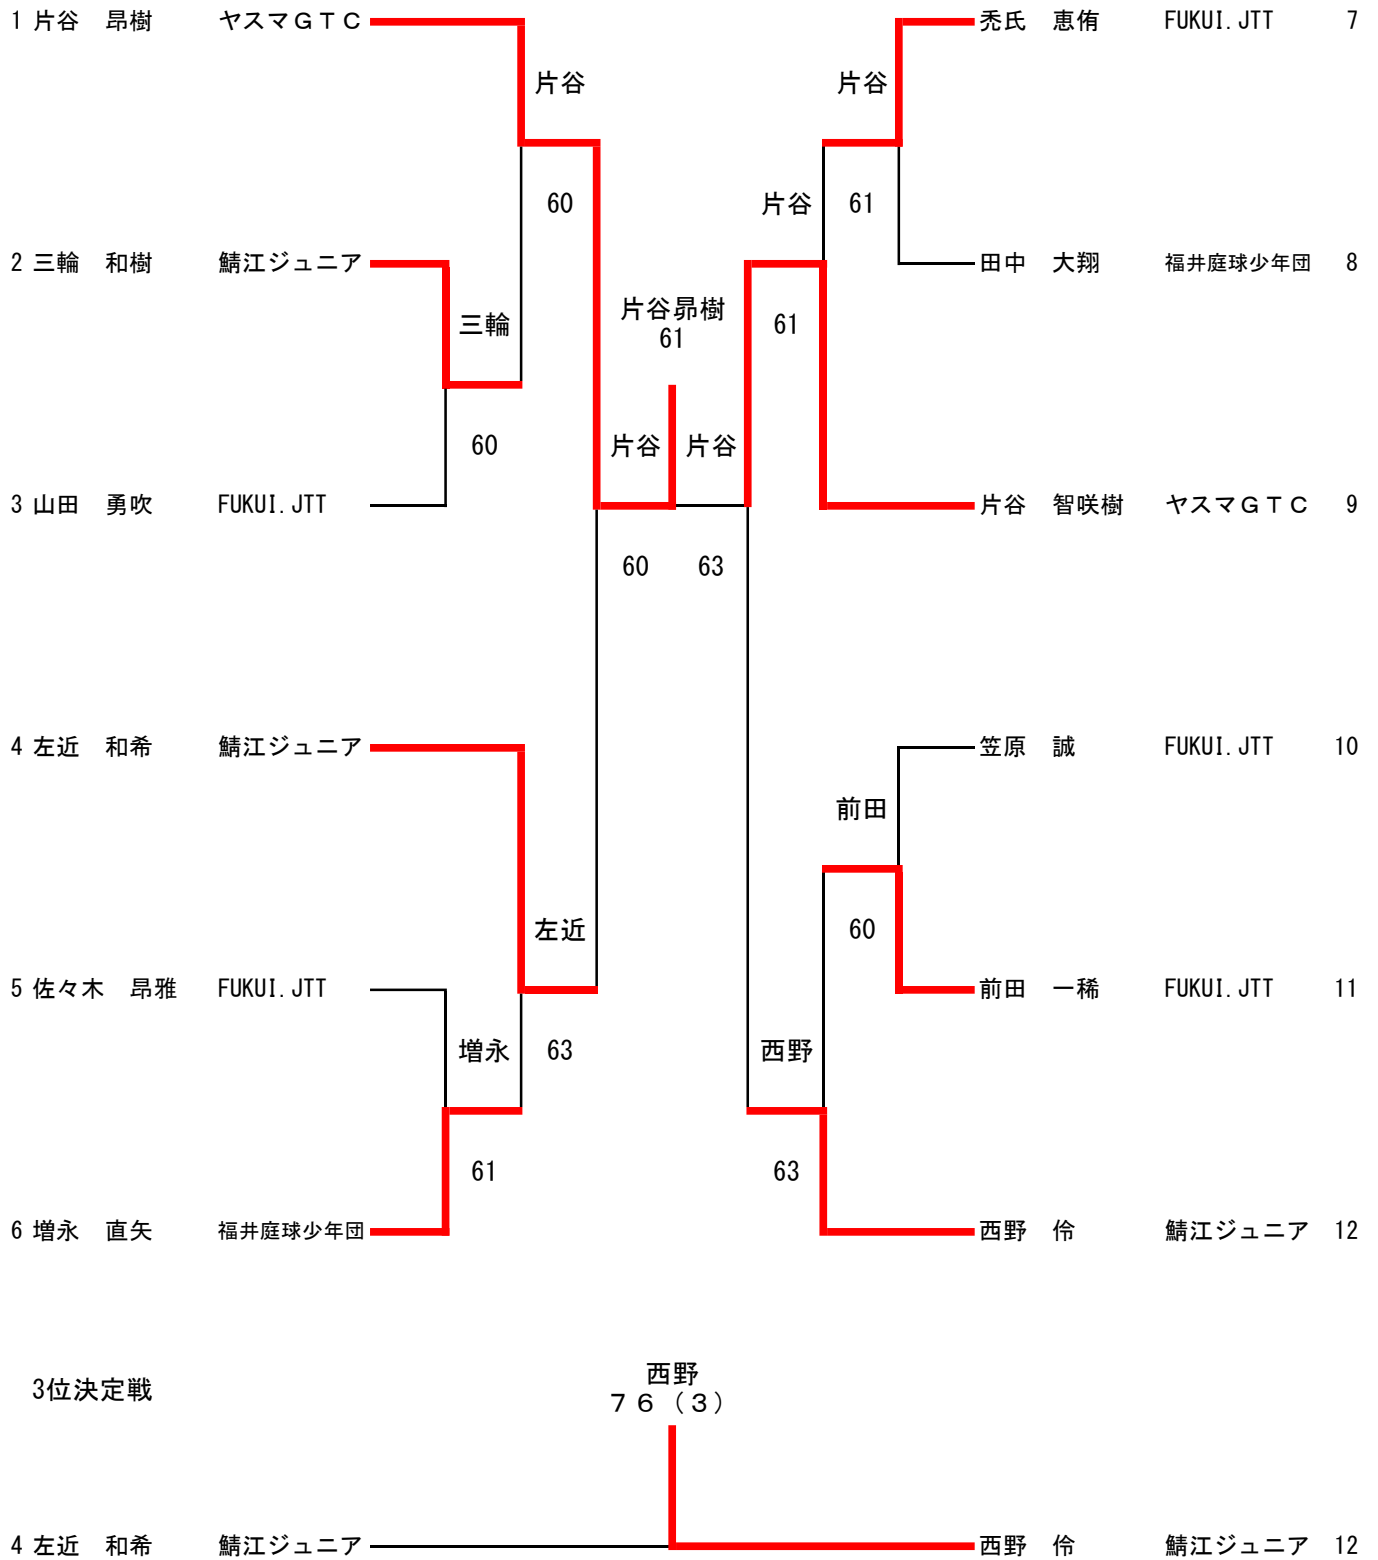 1 片谷　昂樹 ヤスマＧＴＣ
禿氏　恵侑 FUKUI.JTT 7
片谷
片谷
60
片谷
61
2 三輪　和樹 鯖江ジュニア
田中　大翔 福井庭球少年団 8
三輪
片谷昴樹
61
61
60
片谷
片谷
3 山田　勇吹 FUKUI.JTT
片谷　智咲樹 ヤスマＧＴＣ 9
60
63
4 左近　和希 鯖江ジュニア
笠原　誠 FUKUI.JTT 10
前田
左近
60
5 佐々木　昂雅 FUKUI.JTT
前田　一稀 FUKUI.JTT 11
増永
63
西野
61
63
6 増永　直矢 福井庭球少年団
西野　伶 鯖江ジュニア 12
3位決定戦
西野
７６（３）
4 左近　和希 鯖江ジュニア
西野　伶 鯖江ジュニア 12